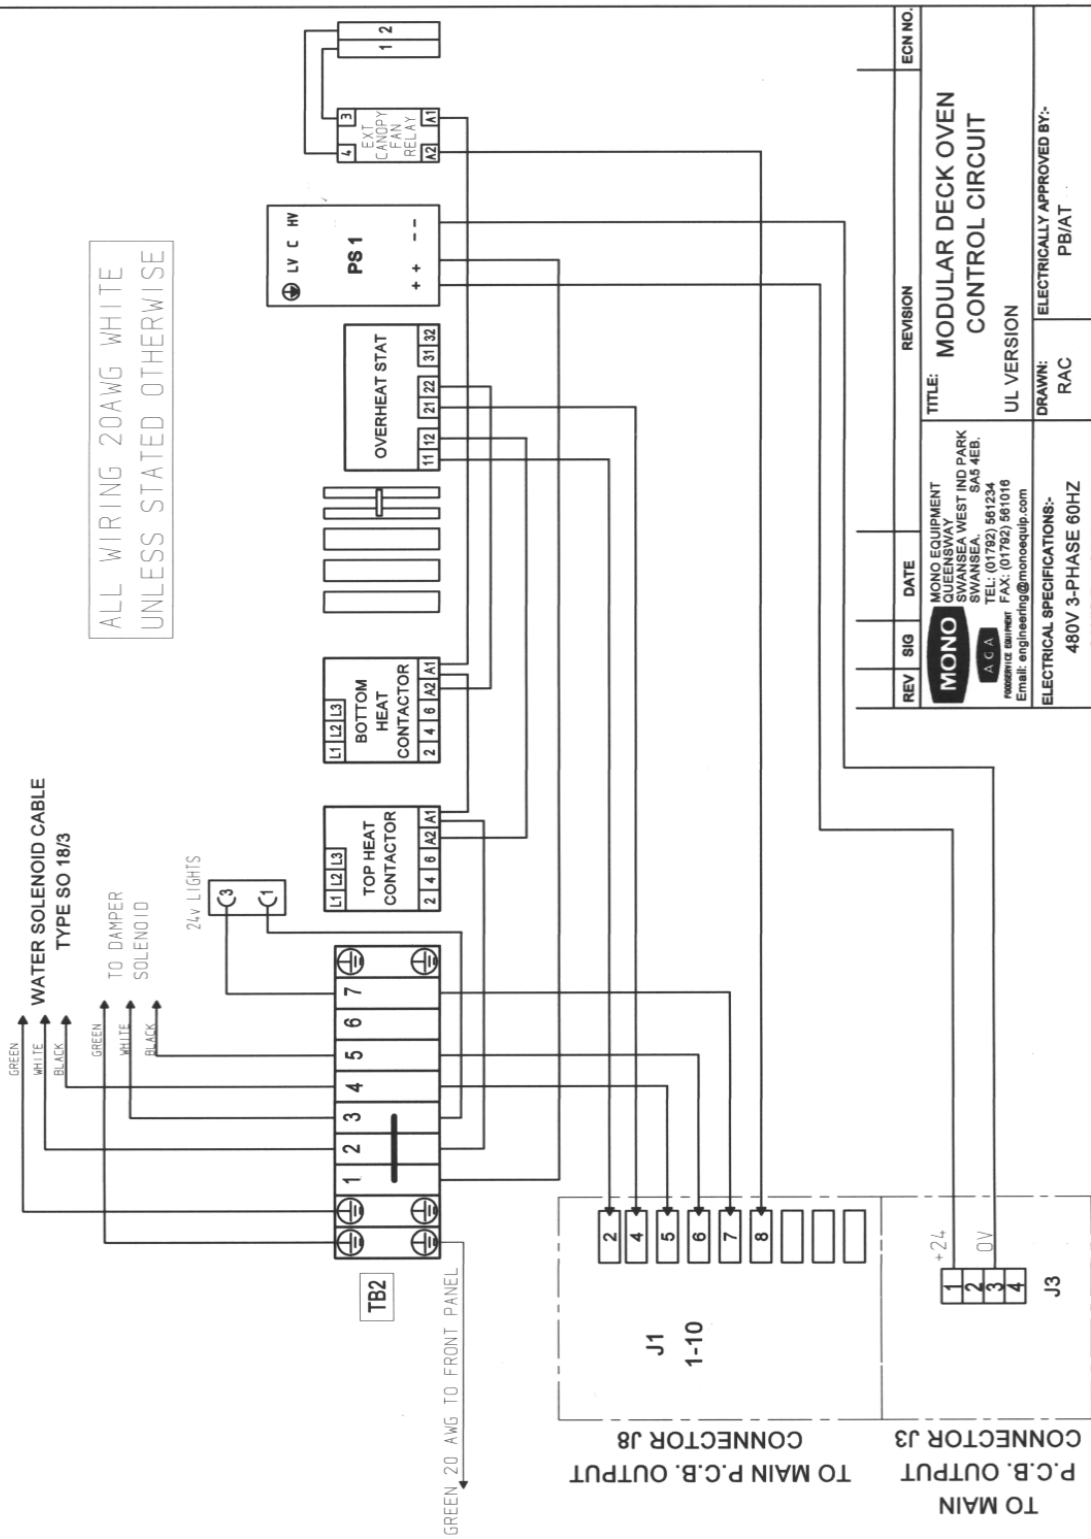 ALL WIRING 20AWG WHITE
UNLESS STATED OTHERWISE
WATER SOLENOID CABLE
TYPE SO 18/3
GREEN
WHITE
BLACK
TO DAMPER
SOLENOID
GREEN
WHITE
BLACK
24v LIGHTS
3
1
TB2
1
2
3
4
5
6
7
GREEN 20 AWG TO FRONT PANEL
L1 L2 L3
TOP HEAT
CONTACTOR
2 4 6 A2 A1
L1 L2 L3
BOTTOM
HEAT
CONTACTOR
2 4 6 A2 A1
OVERHEAT STAT
11 12 21 22 31 32
LV C HV
PS 1
+ + - -
4 3
EXT
CANOPY
FAN
RELAY
A2 A1
1 2
J1
1-10
2
4
5
6
7
8
TO MAIN P.C.B. OUTPUT
CONNECTOR J8
+24
0V
1
2
3
4
J3
TO MAIN
P.C.B. OUTPUT
CONNECTOR J3
REV SIG DATE REVISION ECN NO.
MONO
AGA
FOODSERVICE EQUIPMENT
MONO EQUIPMENT
QUEENSWAY
SWANSEA WEST IND PARK
SWANSEA. SA5 4EB.
TEL: (01792) 561234
FAX: (01792) 561016
Email: engineering@monoequip.com
TITLE: MODULAR DECK OVEN
CONTROL CIRCUIT
UL VERSION
ELECTRICAL SPECIFICATIONS:-
480V 3-PHASE 60HZ
DRAWN:
RAC
ELECTRICALLY APPROVED BY:-
PB/AT